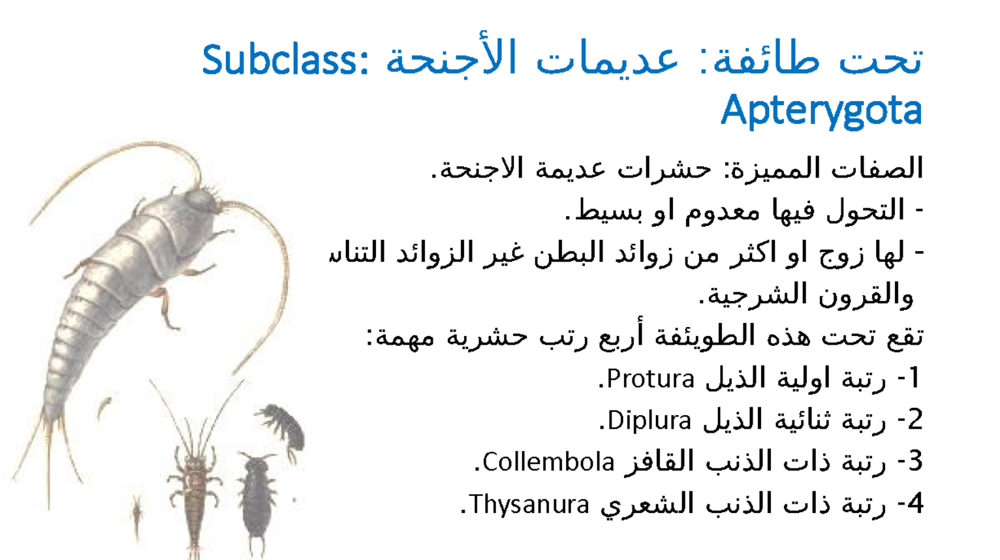 تحت طائفة: عديمات الأجنحة Subclass:
Apterygota
الصفات المميزة: حشرات عديمة الاجنحة.
- التحول فيها معدوم او بسيط.
- لها زوج او اكثر من زوائد البطن غير الزوائد
والقرون الشرجية.
تقع تحت هذه الطويئفة أربع رتب حشرية مهمة:
1- رتبة اولية الذيل Protura.
2- رتبة ثنائية الذيل Diplura.
3- رتبة ذات الذنب القافز Collembola.
4- رتبة ذات الذنب الشعري Thysanura.